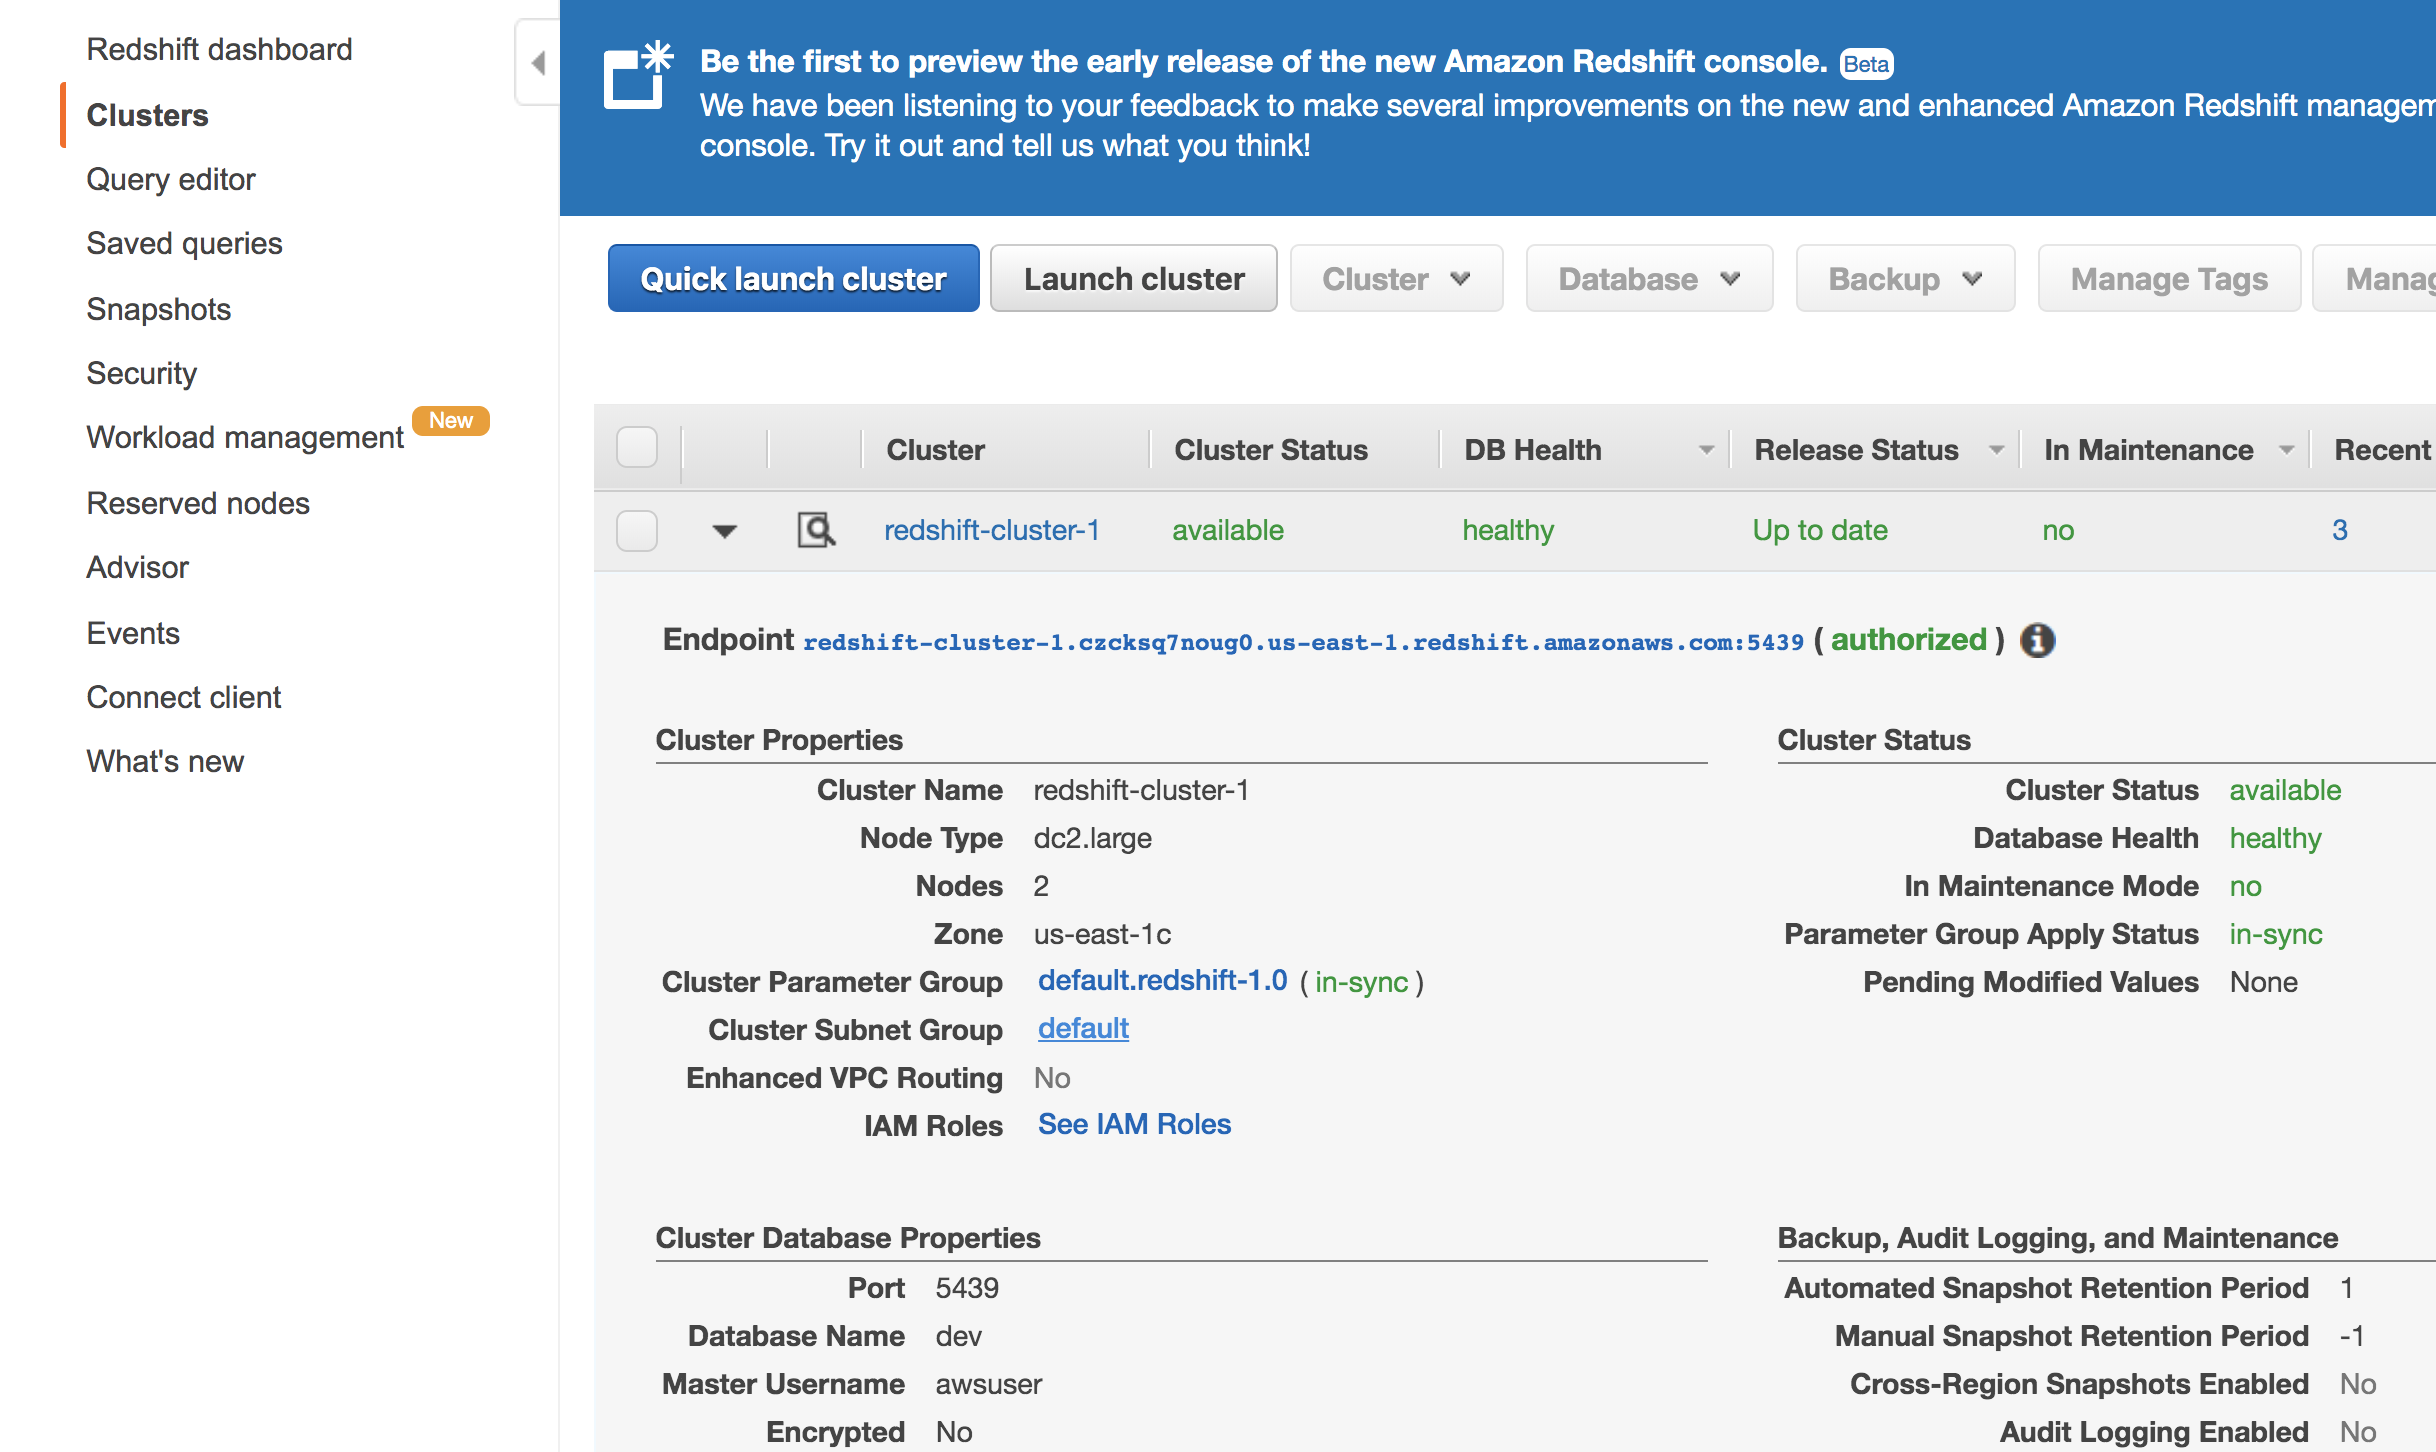 Redshift dashboard
Clusters
Query editor
Saved queries
Snapshots
Security
Workload management New
Reserved nodes
Advisor
Events
Connect client
What's new
Be the first to preview the early release of the new Amazon Redshift console. Beta
We have been listening to your feedback to make several improvements on the new and enhanced Amazon Redshift managem
console. Try it out and tell us what you think!
Quick launch cluster Launch cluster Cluster Database Backup Manage Tags Manag
Cluster Cluster Status DB Health Release Status In Maintenance Recent
redshift-cluster-1 available healthy Up to date no 3
Endpoint redshift-cluster-1.czcksq7noug0.us-east-1.redshift.amazonaws.com:5439 ( authorized )
Cluster Properties
Cluster Name redshift-cluster-1
Node Type dc2.large
Nodes 2
Zone us-east-1c
Cluster Parameter Group default.redshift-1.0 ( in-sync )
Cluster Subnet Group default
Enhanced VPC Routing No
IAM Roles See IAM Roles
Cluster Status
Cluster Status available
Database Health healthy
In Maintenance Mode no
Parameter Group Apply Status in-sync
Pending Modified Values None
Cluster Database Properties
Port 5439
Database Name dev
Master Username awsuser
Encrypted No
Backup, Audit Logging, and Maintenance
Automated Snapshot Retention Period 1
Manual Snapshot Retention Period -1
Cross-Region Snapshots Enabled No
Audit Logging Enabled No